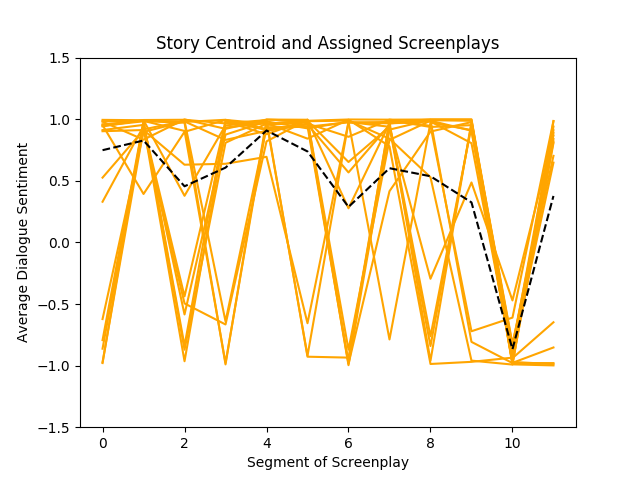 Story Centroid and Assigned Screenplays
1.5
1.0
0.5
0.0
−0.5
−1.0
−1.5
Average Dialogue Sentiment
0 2 4 6 8 10
Segment of Screenplay